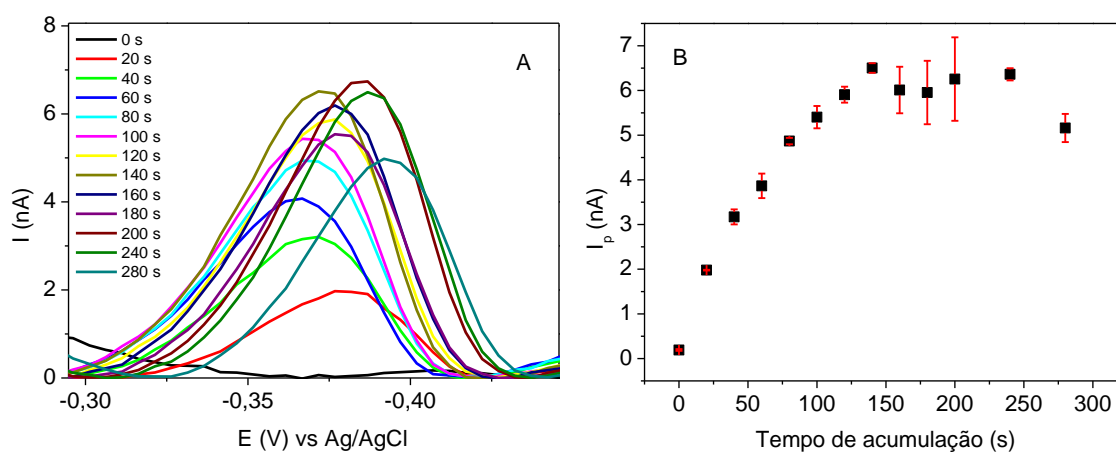 8
6
4
2
0
I (nA)
0 s
20 s
40 s
60 s
80 s
100 s
120 s
140 s
160 s
180 s
200 s
240 s
280 s
A
-0,30 -0,35 -0,40
E (V) vs Ag/AgCl
7
6
5
4
3
2
1
0
Ip (nA)
B
0 50 100 150 200 250 300
Tempo de acumulação (s)